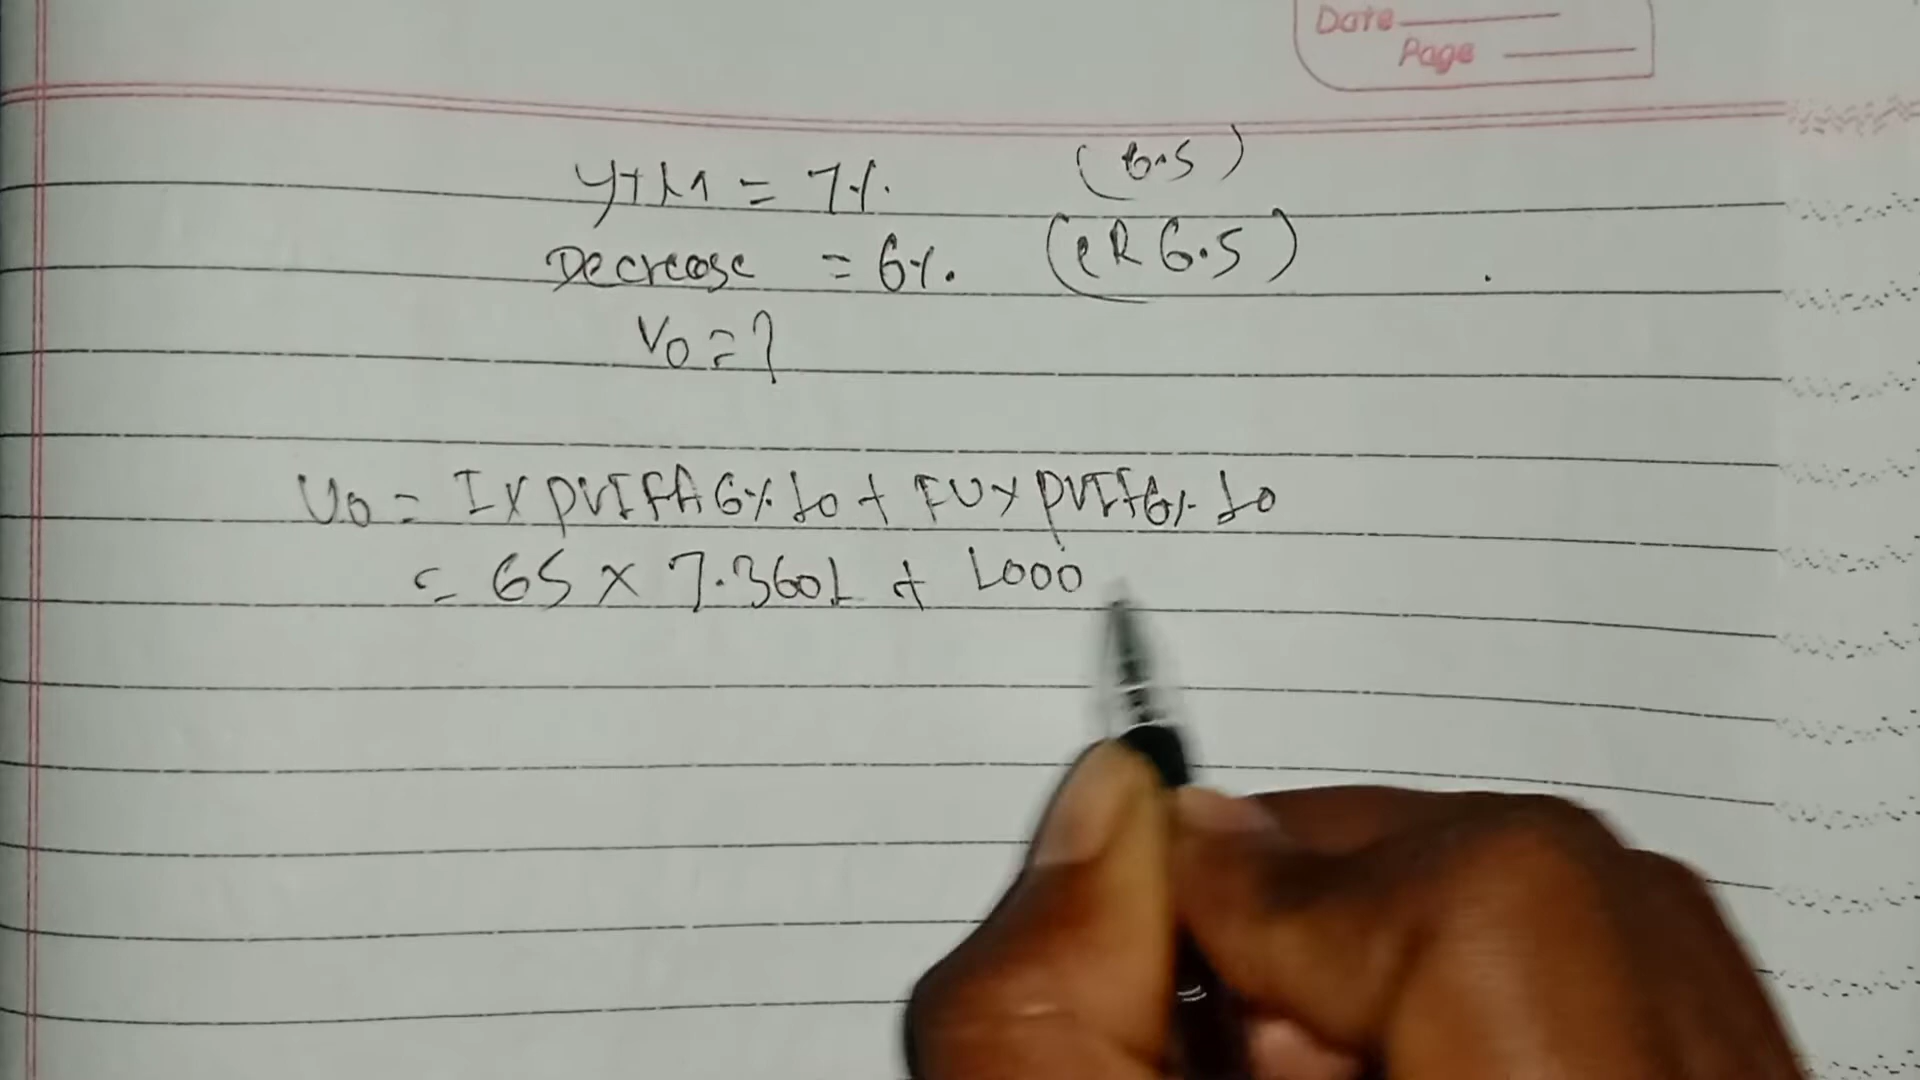 Date
Page
YTM = 7%. (6.5)
Decrease = 6%. (CR 6.5)
V0 = ?
V0 = I X PVIFA 6% 10 + FV X PVIF 6% 10
= 65 X 7.3601 + 1000